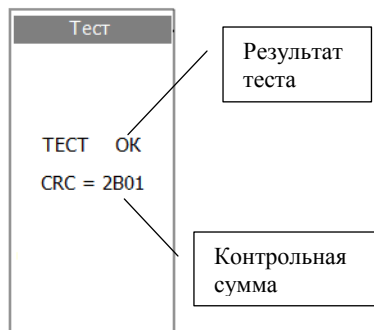 Тест
Результат
теста
ТЕСТ ОК
CRC = 2B01
Контрольная
сумма